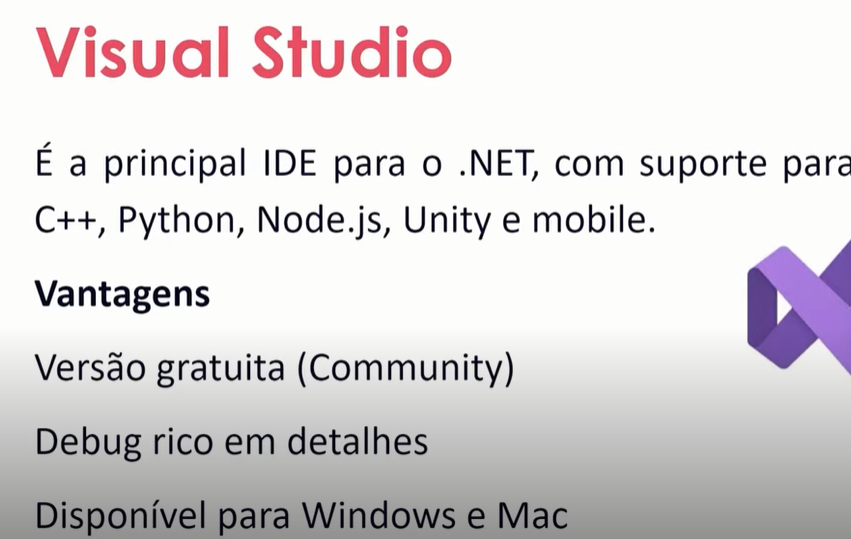 Visual Studio
É a principal IDE para o .NET, com suporte para
C++, Python, Node.js, Unity e mobile.
Vantagens
Versão gratuita (Community)
Debug rico em detalhes
Disponível para Windows e Mac